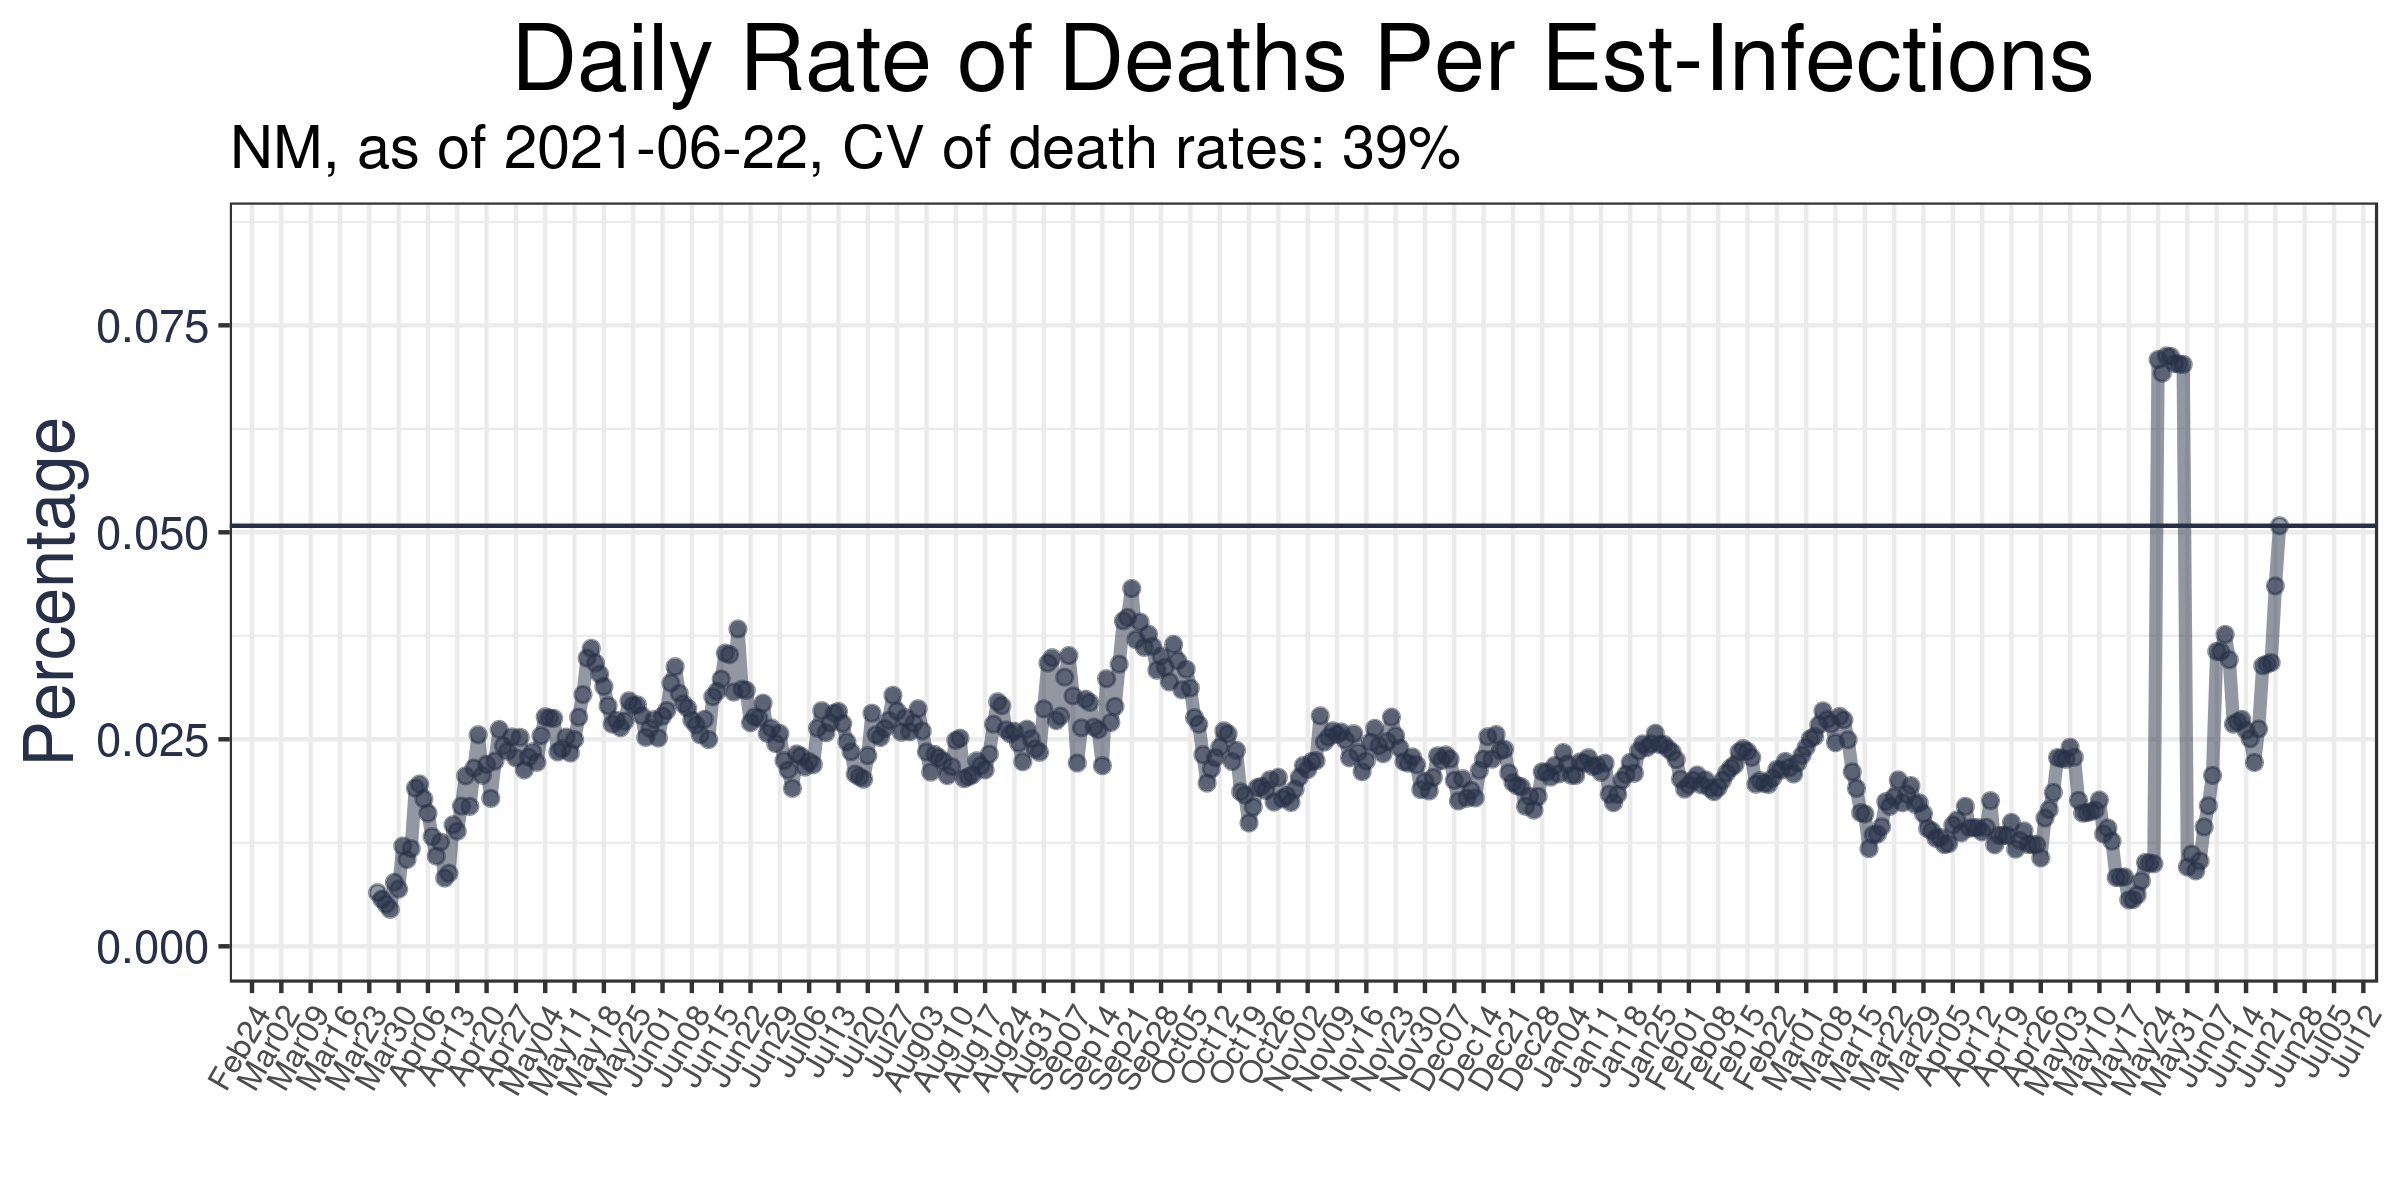 Daily Rate of Deaths Per Est-Infections
NM, as of 2021-06-22, CV of death rates: 39%
Percentage
0.075
0.050
0.025
0.000
Feb24
Mar02
Mar09
Mar16
Mar23
Mar30
Apr06
Apr13
Apr20
Apr27
May04
May11
May18
May25
Jun01
Jun08
Jun15
Jun22
Jun29
Jul06
Jul13
Jul20
Jul27
Aug03
Aug10
Aug17
Aug24
Aug31
Sep07
Sep14
Sep21
Sep28
Oct05
Oct12
Oct19
Oct26
Nov02
Nov09
Nov16
Nov23
Nov30
Dec07
Dec14
Dec21
Dec28
Jan04
Jan11
Jan18
Jan25
Feb01
Feb08
Feb15
Feb22
Mar01
Mar08
Mar15
Mar22
Mar29
Apr05
Apr12
Apr19
Apr26
May03
May10
May17
May24
May31
Jun07
Jun14
Jun21
Jun28
Jul05
Jul12